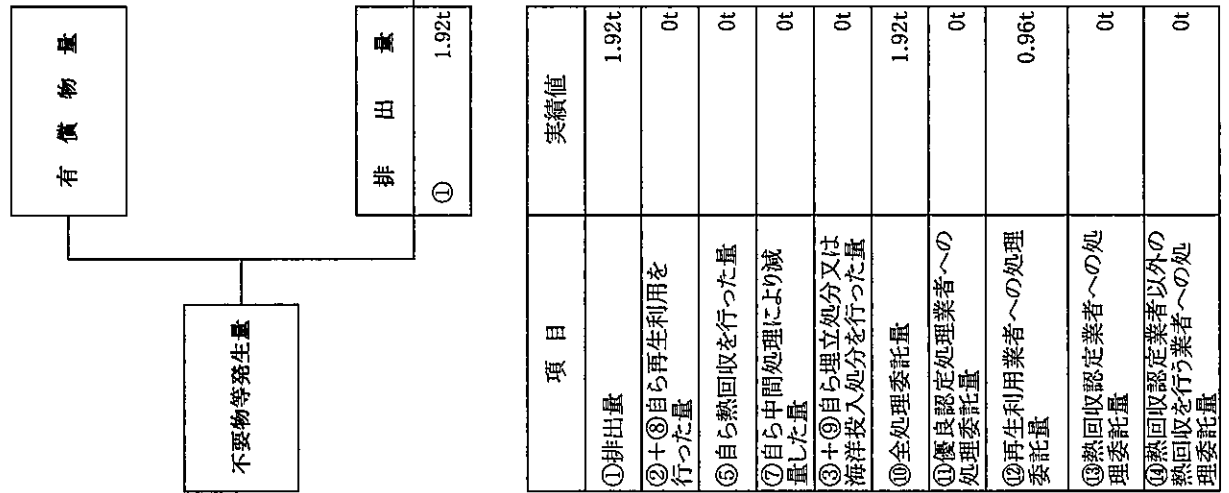 有償物量
不要物等発生量
排出量
① 1.92t
項目 実績値
①排出量 1.92t
②+⑧自ら再生利用を
行った量 0t
⑤自ら熱回収を行った量 0t
⑦自ら中間処理により減
量した量 0t
③+⑨自ら埋立処分又は
海洋投入処分を行った量 0t
⑩全処理委託量 1.92t
⑪優良認定処理業者への
処理委託量 0t
⑫再生利用業者への処理
委託量 0.96t
⑬熱回収認定業者への処
理委託量 0t
⑭熱回収認定業者以外の
熱回収を行う業者への処
理委託量 0t